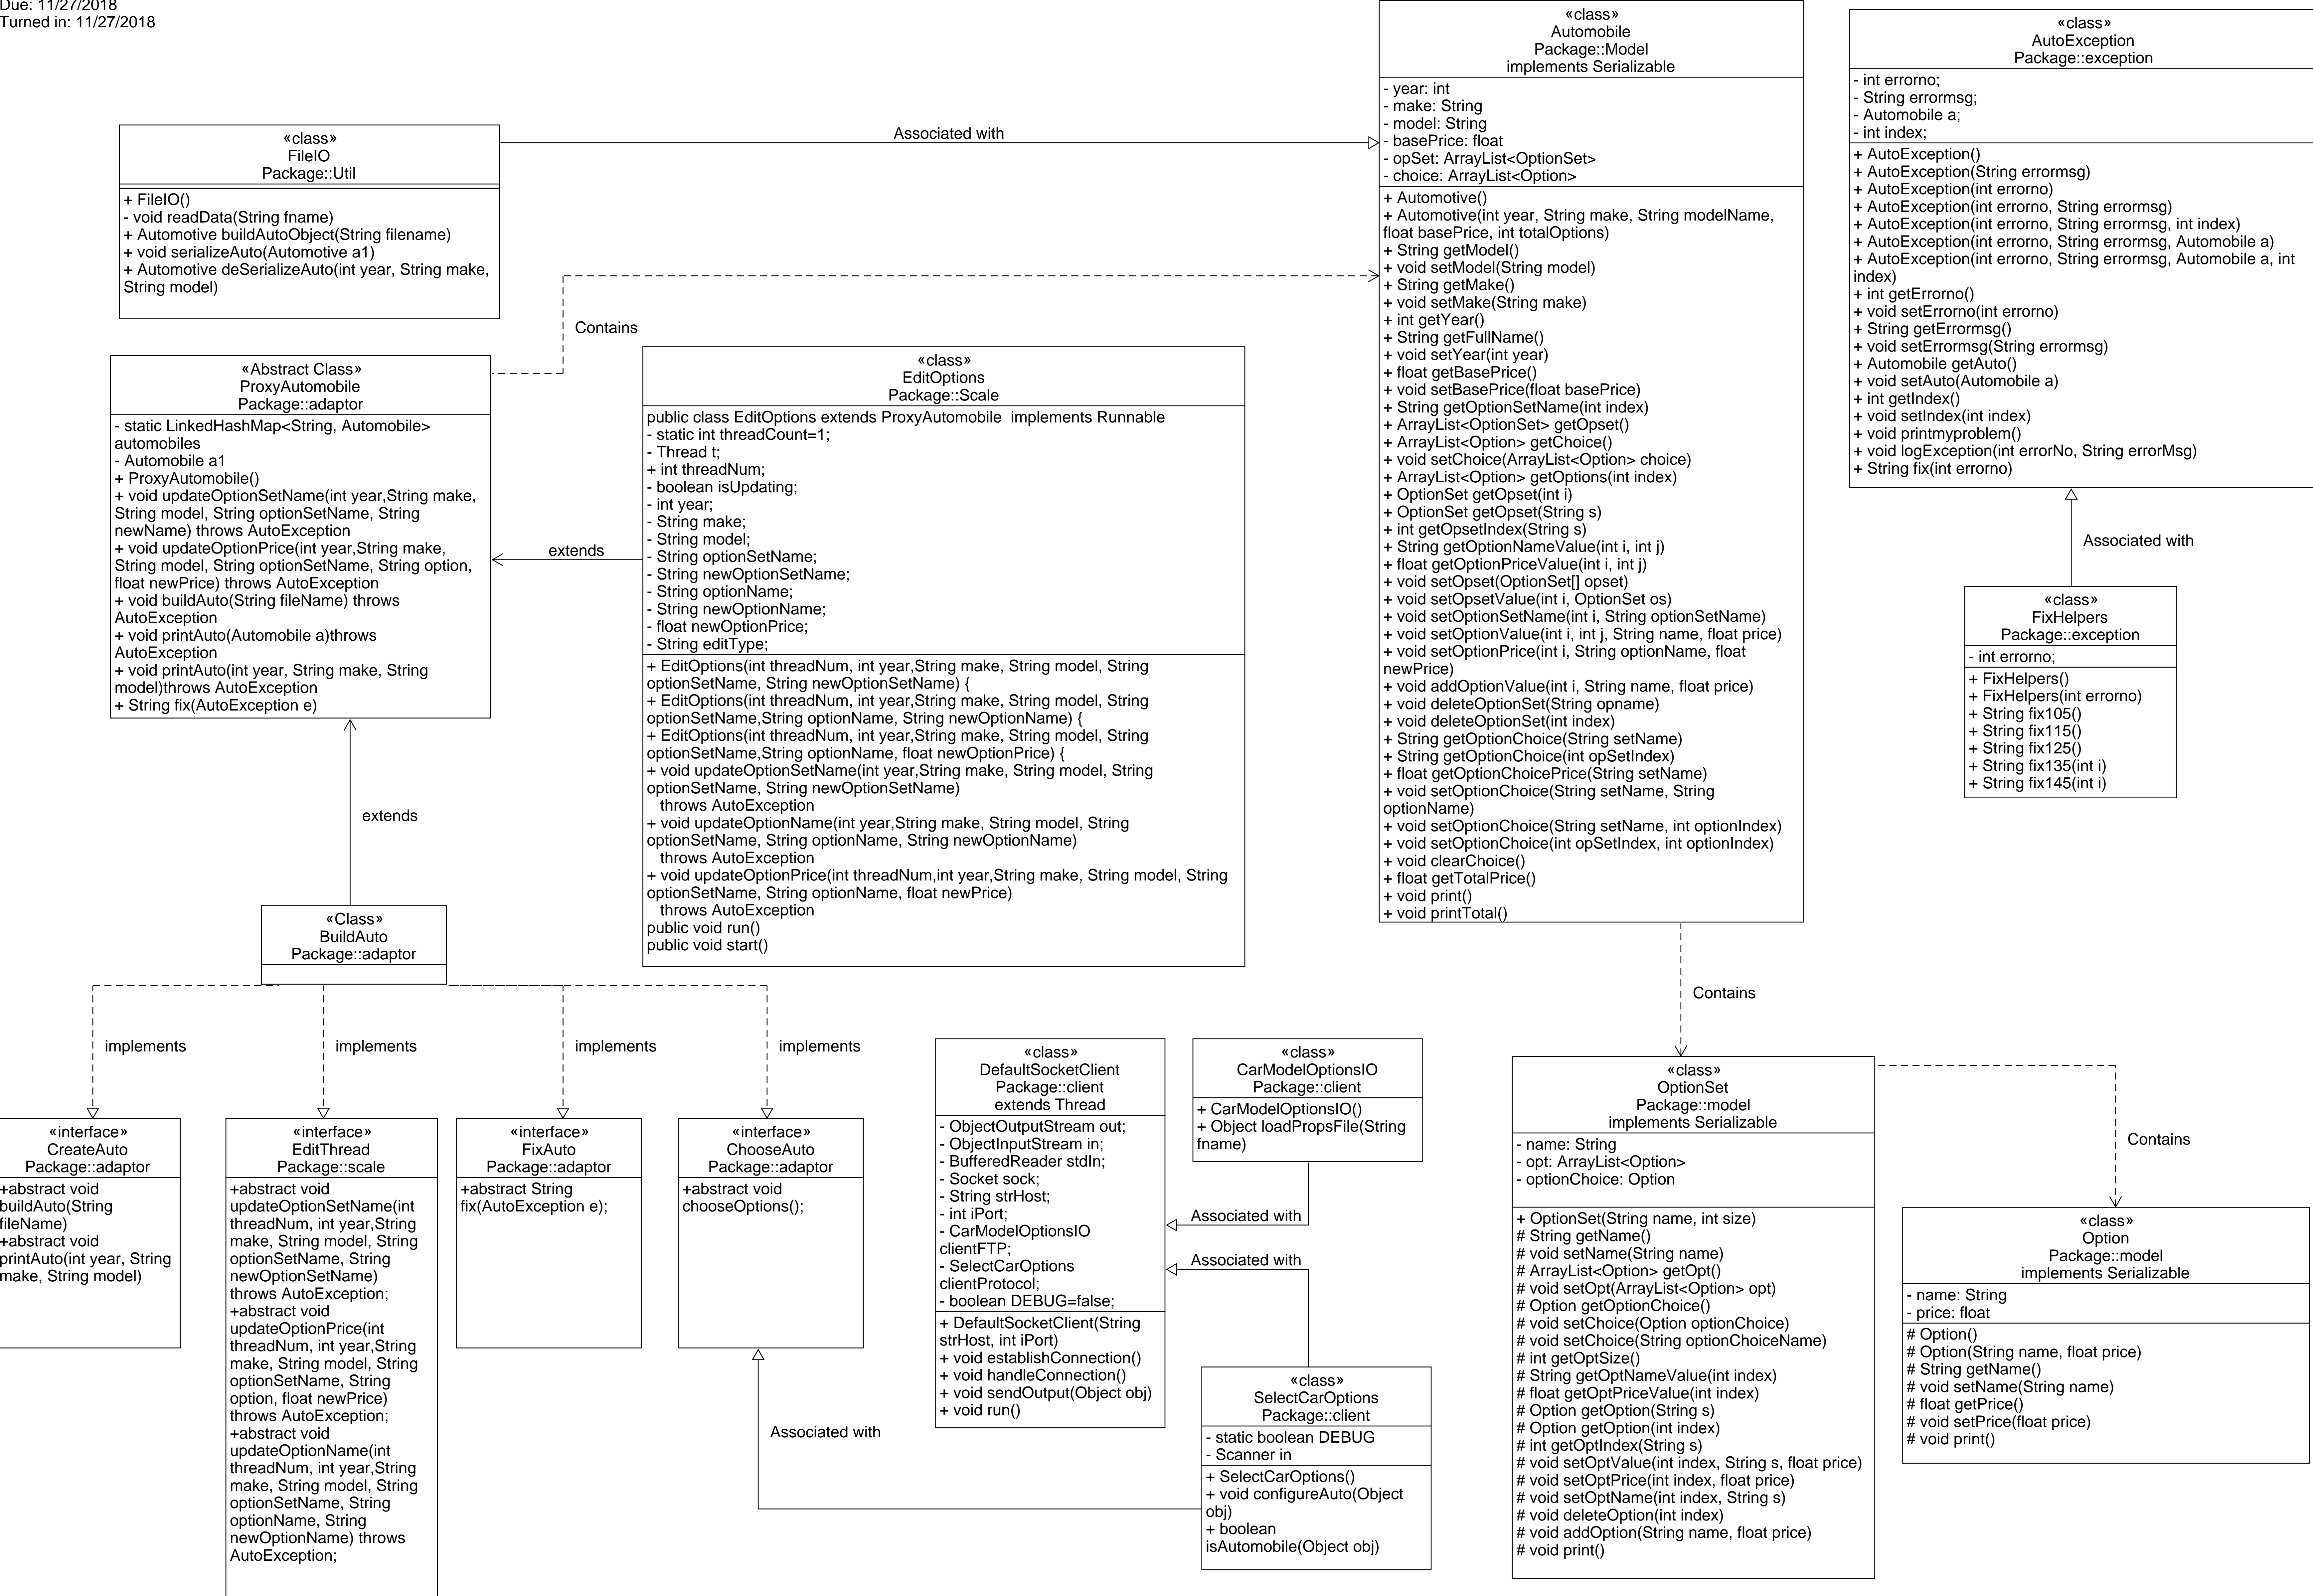 Due: 11/27/2018
Turned in: 11/27/2018
«class»
FileIO
Package::Util
+ FileIO()
- void readData(String fname)
+ Automotive buildAutoObject(String filename)
+ void serializeAuto(Automotive a1)
+ Automotive deSerializeAuto(int year, String make,
String model)
Associated with
«class»
Automobile
Package::Model
implements Serializable
- year: int
- make: String
- model: String
- basePrice: float
- opSet: ArrayList<OptionSet>
- choice: ArrayList<Option>
+ Automotive()
+ Automotive(int year, String make, String modelName,
float basePrice, int totalOptions)
+ String getModel()
+ void setModel(String model)
+ String getMake()
+ void setMake(String make)
+ int getYear()
+ String getFullName()
+ void setYear(int year)
+ float getBasePrice()
+ void setBasePrice(float basePrice)
+ String getOptionSetName(int index)
+ ArrayList<OptionSet> getOpset()
+ ArrayList<Option> getChoice()
+ void setChoice(ArrayList<Option> choice)
+ ArrayList<Option> getOptions(int index)
+ OptionSet getOpset(int i)
+ OptionSet getOpset(String s)
+ int getOpsetIndex(String s)
+ String getOptionNameValue(int i, int j)
+ float getOptionPriceValue(int i, int j)
+ void setOpset(OptionSet[] opset)
+ void setOpsetValue(int i, OptionSet os)
+ void setOptionSetName(int i, String optionSetName)
+ void setOptionValue(int i, int j, String name, float price)
+ void setOptionPrice(int i, String optionName, float
newPrice)
+ void addOptionValue(int i, String name, float price)
+ void deleteOptionSet(String opname)
+ void deleteOptionSet(int index)
+ String getOptionChoice(String setName)
+ String getOptionChoice(int opSetIndex)
+ float getOptionChoicePrice(String setName)
+ void setOptionChoice(String setName, String
optionName)
+ void setOptionChoice(String setName, int optionIndex)
+ void setOptionChoice(int opSetIndex, int optionIndex)
+ void clearChoice()
+ float getTotalPrice()
+ void print()
+ void printTotal()
«class»
AutoException
Package::exception
- int errorno;
- String errormsg;
- Automobile a;
- int index;
+ AutoException()
+ AutoException(String errormsg)
+ AutoException(int errorno)
+ AutoException(int errorno, String errormsg)
+ AutoException(int errorno, String errormsg, int index)
+ AutoException(int errorno, String errormsg, Automobile a)
+ AutoException(int errorno, String errormsg, Automobile a, int
index)
+ int getErrorno()
+ void setErrorno(int errorno)
+ String getErrormsg()
+ void setErrormsg(String errormsg)
+ Automobile getAuto()
+ void setAuto(Automobile a)
+ int getIndex()
+ void setIndex(int index)
+ void printmyproblem()
+ void logException(int errorNo, String errorMsg)
+ String fix(int errorno)
Associated with
«class»
FixHelpers
Package::exception
- int errorno;
+ FixHelpers()
+ FixHelpers(int errorno)
+ String fix105()
+ String fix115()
+ String fix125()
+ String fix135(int i)
+ String fix145(int i)
Contains
«Abstract Class»
ProxyAutomobile
Package::adaptor
- static LinkedHashMap<String, Automobile>
automobiles
- Automobile a1
+ ProxyAutomobile()
+ void updateOptionSetName(int year,String make,
String model, String optionSetName, String
newName) throws AutoException
+ void updateOptionPrice(int year,String make,
String model, String optionSetName, String option,
float newPrice) throws AutoException
+ void buildAuto(String fileName) throws
AutoException
+ void printAuto(Automobile a)throws
AutoException
+ void printAuto(int year, String make, String
model)throws AutoException
+ String fix(AutoException e)
extends
«class»
EditOptions
Package::Scale
public class EditOptions extends ProxyAutomobile  implements Runnable
- static int threadCount=1;
- Thread t;
+ int threadNum;
- boolean isUpdating;
- int year;
- String make;
- String model;
- String optionSetName;
- String newOptionSetName;
- String optionName;
- String newOptionName;
- float newOptionPrice;
- String editType;
+ EditOptions(int threadNum, int year,String make, String model, String
optionSetName, String newOptionSetName) {
+ EditOptions(int threadNum, int year,String make, String model, String
optionSetName,String optionName, String newOptionName) {
+ EditOptions(int threadNum, int year,String make, String model, String
optionSetName,String optionName, float newOptionPrice) {
+ void updateOptionSetName(int year,String make, String model, String
optionSetName, String newOptionSetName)
throws AutoException
+ void updateOptionName(int year,String make, String model, String
optionSetName, String optionName, String newOptionName)
throws AutoException
+ void updateOptionPrice(int threadNum,int year,String make, String model, String
optionSetName, String optionName, float newPrice)
throws AutoException
public void run()
public void start()
extends
«Class»
BuildAuto
Package::adaptor
implements
implements
implements
implements
«interface»
CreateAuto
Package::adaptor
+abstract void
buildAuto(String
fileName)
+abstract void
printAuto(int year, String
make, String model)
«interface»
EditThread
Package::scale
+abstract void
updateOptionSetName(int
threadNum, int year,String
make, String model, String
optionSetName, String
newOptionSetName)
throws AutoException;
+abstract void
updateOptionPrice(int
threadNum, int year,String
make, String model, String
optionSetName, String
option, float newPrice)
throws AutoException;
+abstract void
updateOptionName(int
threadNum, int year,String
make, String model, String
optionSetName, String
optionName, String
newOptionName) throws
AutoException;
«interface»
FixAuto
Package::adaptor
+abstract String
fix(AutoException e);
«interface»
ChooseAuto
Package::adaptor
+abstract void
chooseOptions();
Associated with
«class»
DefaultSocketClient
Package::client
extends Thread
- ObjectOutputStream out;
- ObjectInputStream in;
- BufferedReader stdIn;
- Socket sock;
- String strHost;
- int iPort;
- CarModelOptionsIO
clientFTP;
- SelectCarOptions
clientProtocol;
- boolean DEBUG=false;
+ DefaultSocketClient(String
strHost, int iPort)
+ void establishConnection()
+ void handleConnection()
+ void sendOutput(Object obj)
+ void run()
«class»
CarModelOptionsIO
Package::client
+ CarModelOptionsIO()
+ Object loadPropsFile(String
fname)
Associated with
Associated with
«class»
SelectCarOptions
Package::client
- static boolean DEBUG
- Scanner in
+ SelectCarOptions()
+ void configureAuto(Object
obj)
+ boolean
isAutomobile(Object obj)
Contains
«class»
OptionSet
Package::model
implements Serializable
- name: String
- opt: ArrayList<Option>
- optionChoice: Option
+ OptionSet(String name, int size)
# String getName()
# void setName(String name)
# ArrayList<Option> getOpt()
# void setOpt(ArrayList<Option> opt)
# Option getOptionChoice()
# void setChoice(Option optionChoice)
# void setChoice(String optionChoiceName)
# int getOptSize()
# String getOptNameValue(int index)
# float getOptPriceValue(int index)
# Option getOption(String s)
# Option getOption(int index)
# int getOptIndex(String s)
# void setOptValue(int index, String s, float price)
# void setOptPrice(int index, float price)
# void setOptName(int index, String s)
# void deleteOption(int index)
# void addOption(String name, float price)
# void print()
Contains
«class»
Option
Package::model
implements Serializable
- name: String
- price: float
# Option()
# Option(String name, float price)
# String getName()
# void setName(String name)
# float getPrice()
# void setPrice(float price)
# void print()